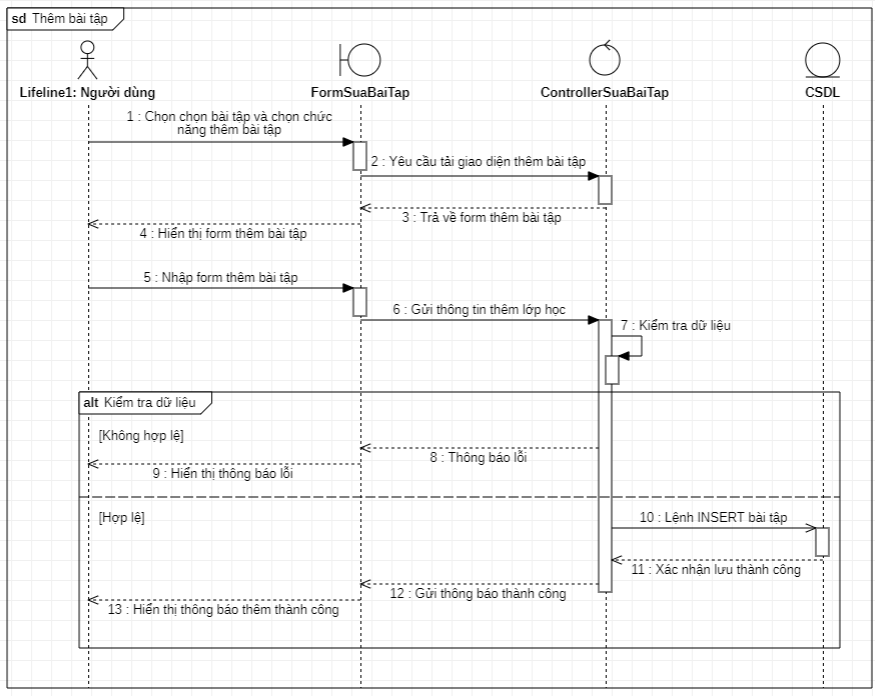 sd Thêm bài tập
Lifeline1: Người dùng
FormSuaBaiTap
ControllerSuaBaiTap
CSDL
1 : Chọn chọn bài tập và chọn chức
năng thêm bài tập
2 : Yêu cầu tải giao diện thêm bài tập
3 : Trả về form thêm bài tập
4 : Hiển thị form thêm bài tập
5 : Nhập form thêm bài tập
6 : Gửi thông tin thêm lớp học
7 : Kiểm tra dữ liệu
alt Kiểm tra dữ liệu
[Không hợp lệ]
8 : Thông báo lỗi
9 : Hiển thị thông báo lỗi
[Hợp lệ]
10 : Lệnh INSERT bài tập
11 : Xác nhận lưu thành công
12 : Gửi thông báo thành công
13 : Hiển thị thông báo thêm thành công